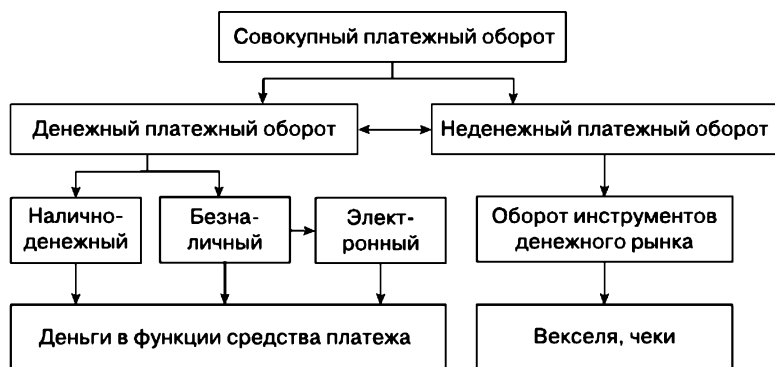 Совокупный платежный оборот
Денежный платежный оборот
Неденежный платежный оборот
Налично-
денежный
Безна-
личный
Элект-
ронный
Оборот инструментов
денежного рынка
Деньги в функции средства платежа
Векселя, чеки